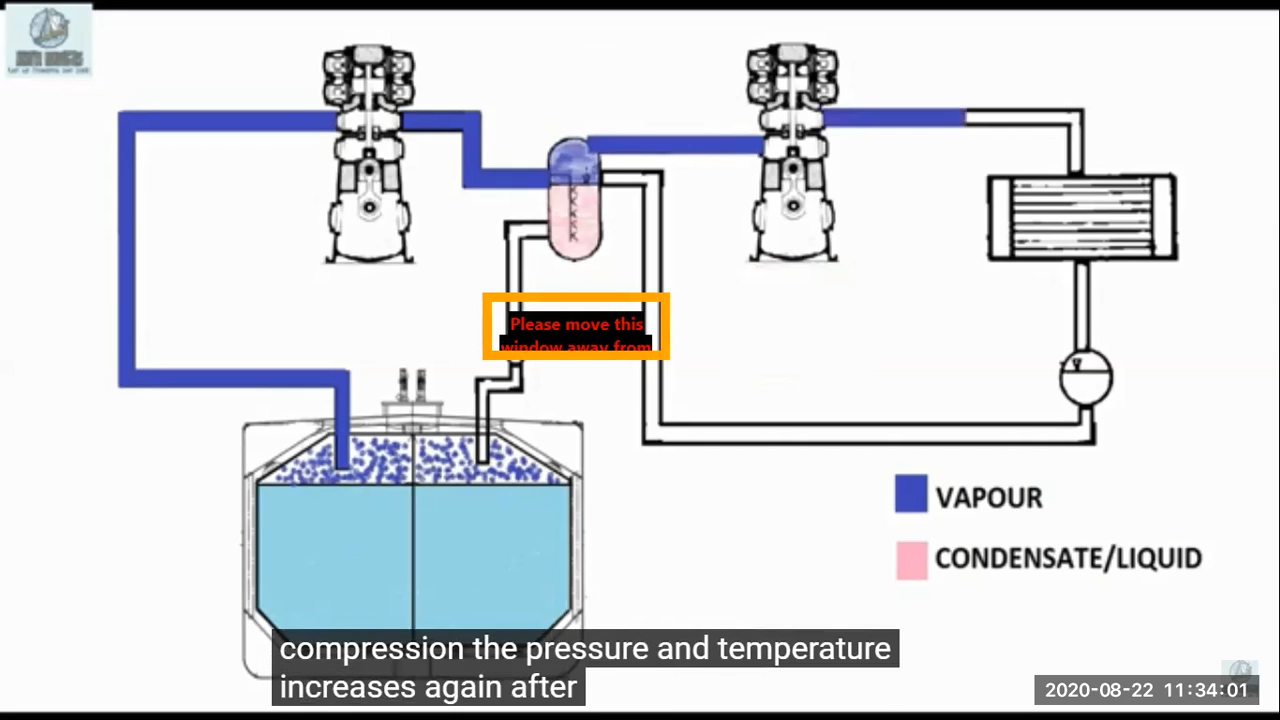 Please move this
window away from
VAPOUR
CONDENSATE/LIQUID
compression the pressure and temperature
increases again after
2020-08-22 11:34:01